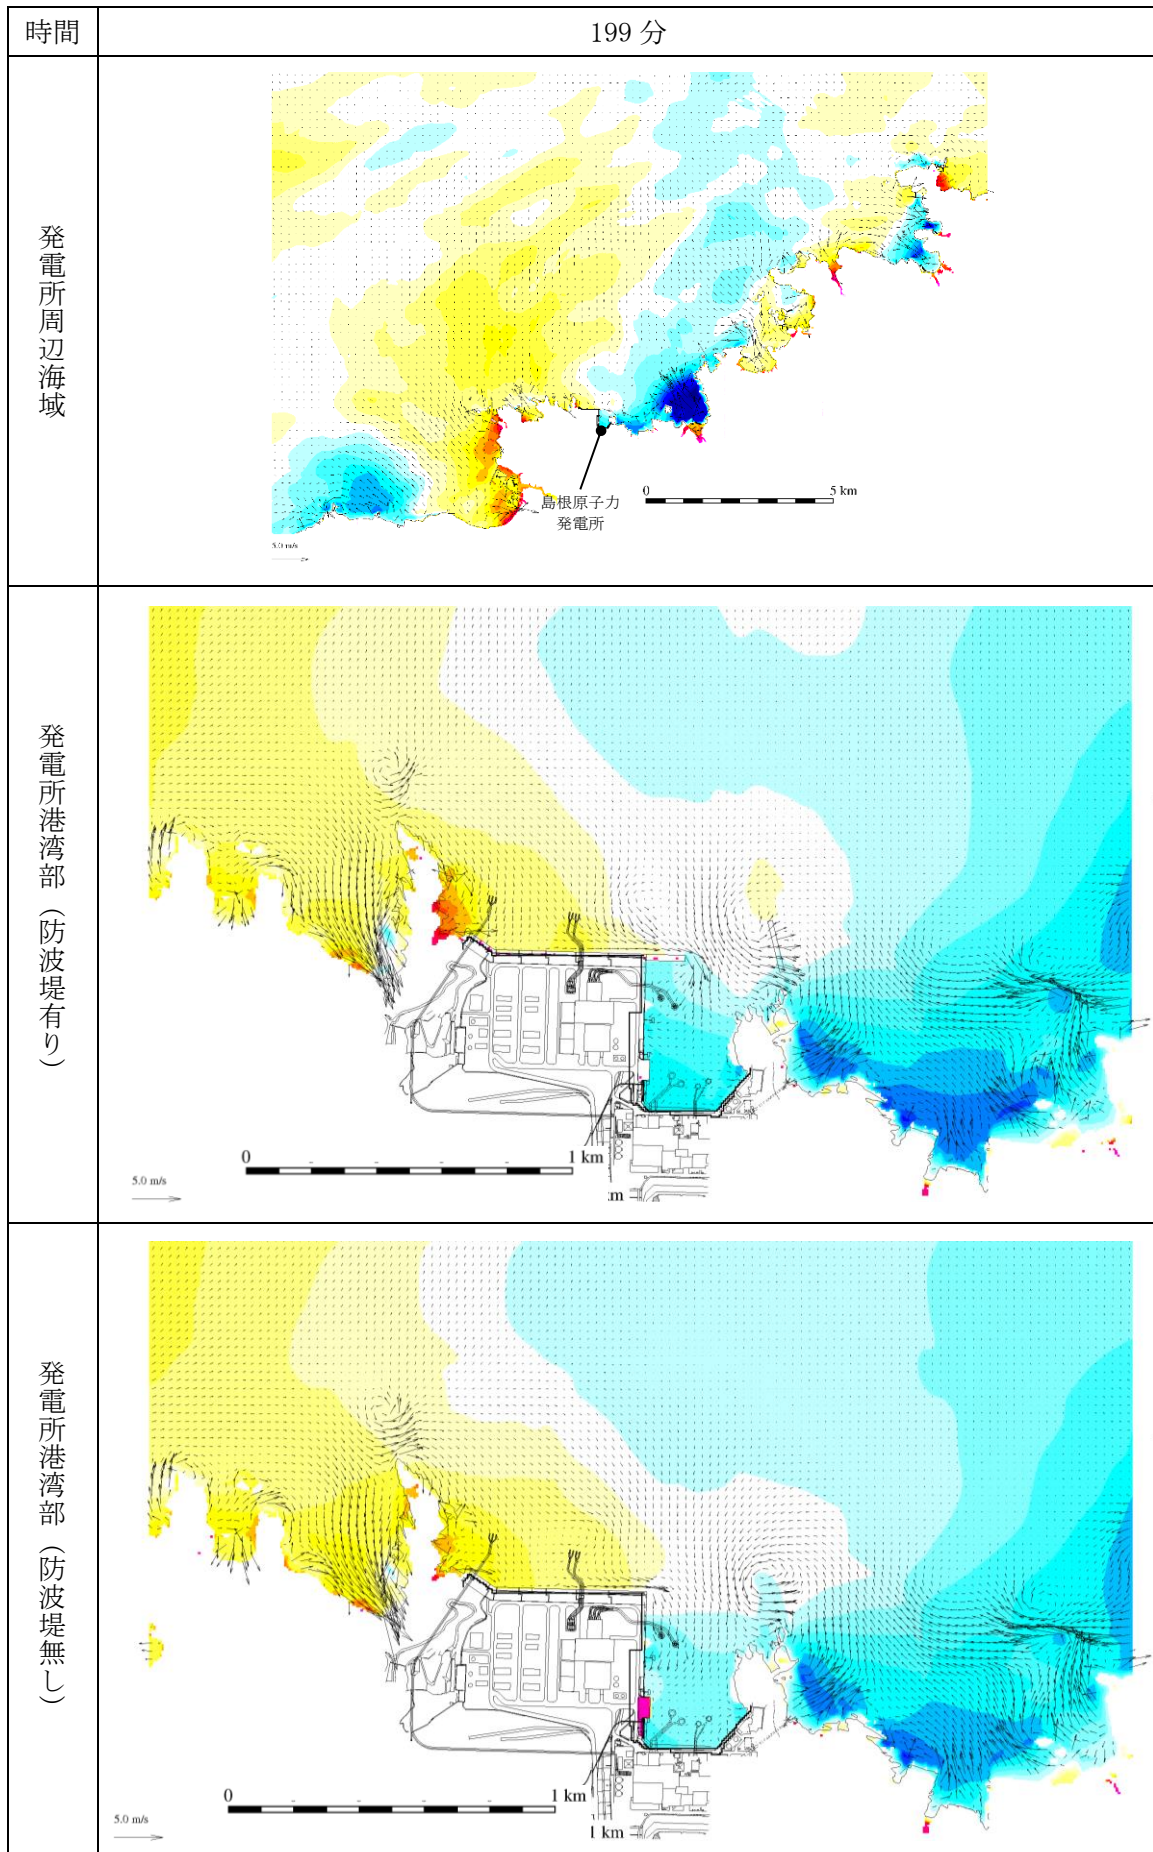 時間
199 分
発電所周辺海域
島根原子力
発電所
0 5 km
5.0 m/s
発電所港湾部（防波堤有り）
0 1 km
5.0 m/s
発電所港湾部（防波堤無し）
0 1 km
5.0 m/s
1 km